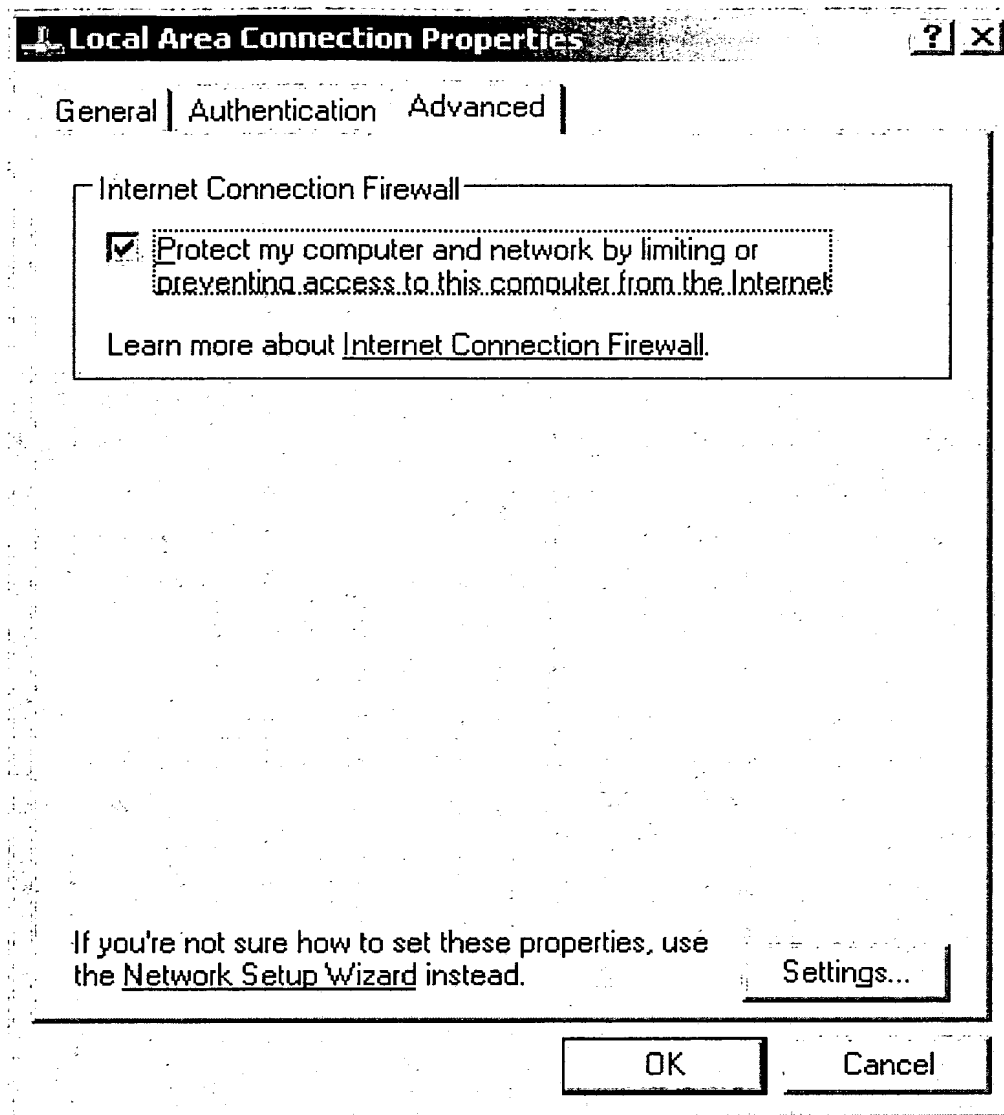 Local Area Connection Properties ? X
General Authentication Advanced
Internet Connection Firewall
Protect my computer and network by limiting or
preventing access to this computer from the Internet
Learn more about Internet Connection Firewall.
If you're not sure how to set these properties, use
the Network Setup Wizard instead.
Settings...
OK Cancel